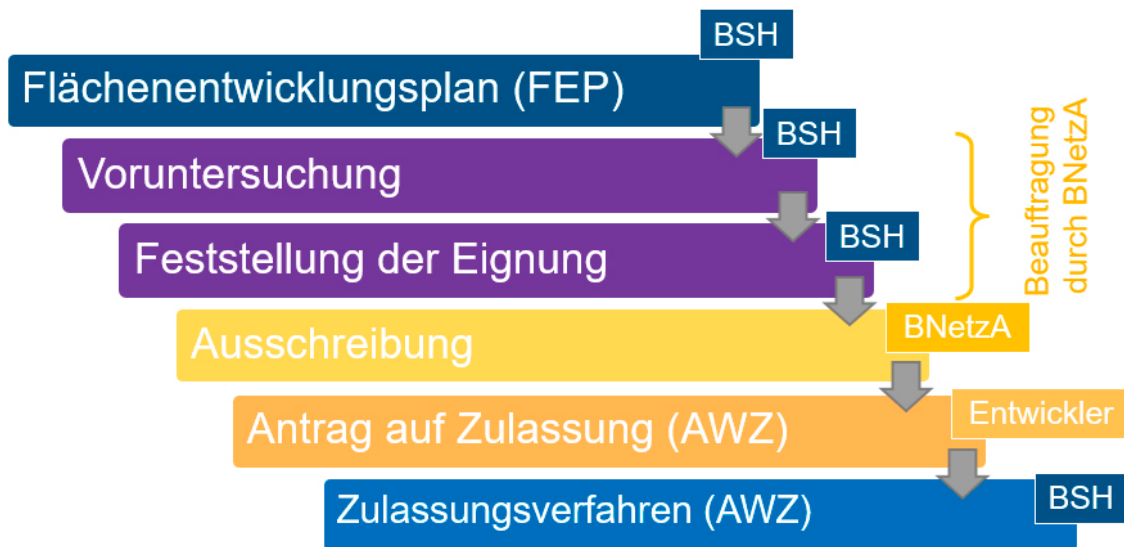 BSH
Flächenentwicklungsplan (FEP)
BSH
Voruntersuchung
BSH
Feststellung der Eignung
Beauftragung
durch BNetzA
BNetzA
Ausschreibung
Entwickler
Antrag auf Zulassung (AWZ)
BSH
Zulassungsverfahren (AWZ)